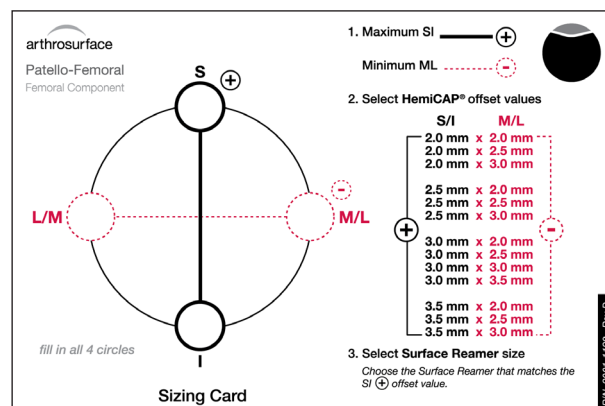 arthrosurface
Patello-Femoral
Femoral Component
S
+
L/M
-
M/L
I
fill in all 4 circles
Sizing Card
1. Maximum SI +
Minimum ML -
2. Select HemiCAP® offset values
S/I M/L
2.0 mm x 2.0 mm
2.0 mm x 2.5 mm
2.0 mm x 3.0 mm
2.5 mm x 2.0 mm
2.5 mm x 2.5 mm
2.5 mm x 3.0 mm
+
-
3.0 mm x 2.0 mm
3.0 mm x 2.5 mm
3.0 mm x 3.0 mm
3.0 mm x 3.5 mm
3.5 mm x 2.0 mm
3.5 mm x 2.5 mm
3.5 mm x 3.0 mm
3. Select Surface Reamer size
Choose the Surface Reamer that matches the
SI + offset value.